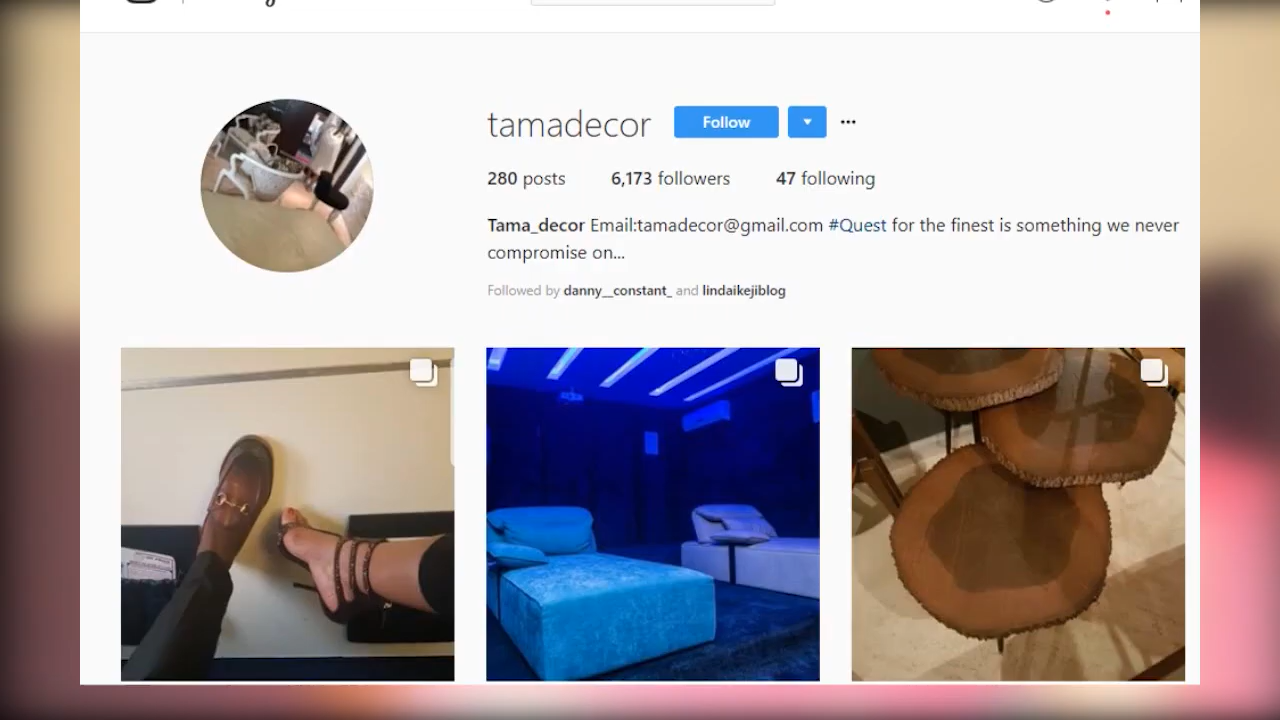 tamadecor Follow
280 posts 6,173 followers 47 following
Tama_decor Email:tamadecor@gmail.com #Quest for the finest is something we never
compromise on...
Followed by danny__constant_ and lindaikejiblog